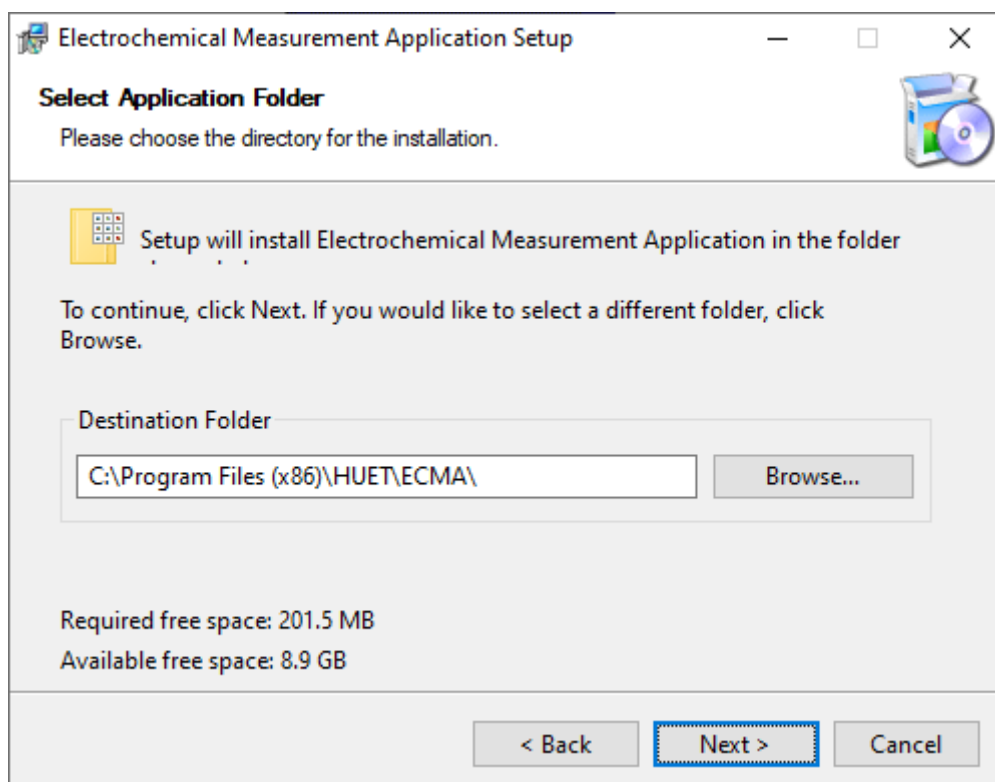 Electrochemical Measurement Application Setup
Select Application Folder
Please choose the directory for the installation.
Setup will install Electrochemical Measurement Application in the folder
To continue, click Next. If you would like to select a different folder, click
Browse.
Destination Folder
C:\Program Files (x86)\HUET\ECMA\
Browse...
Required free space: 201.5 MB
Available free space: 8.9 GB
< Back
Next >
Cancel